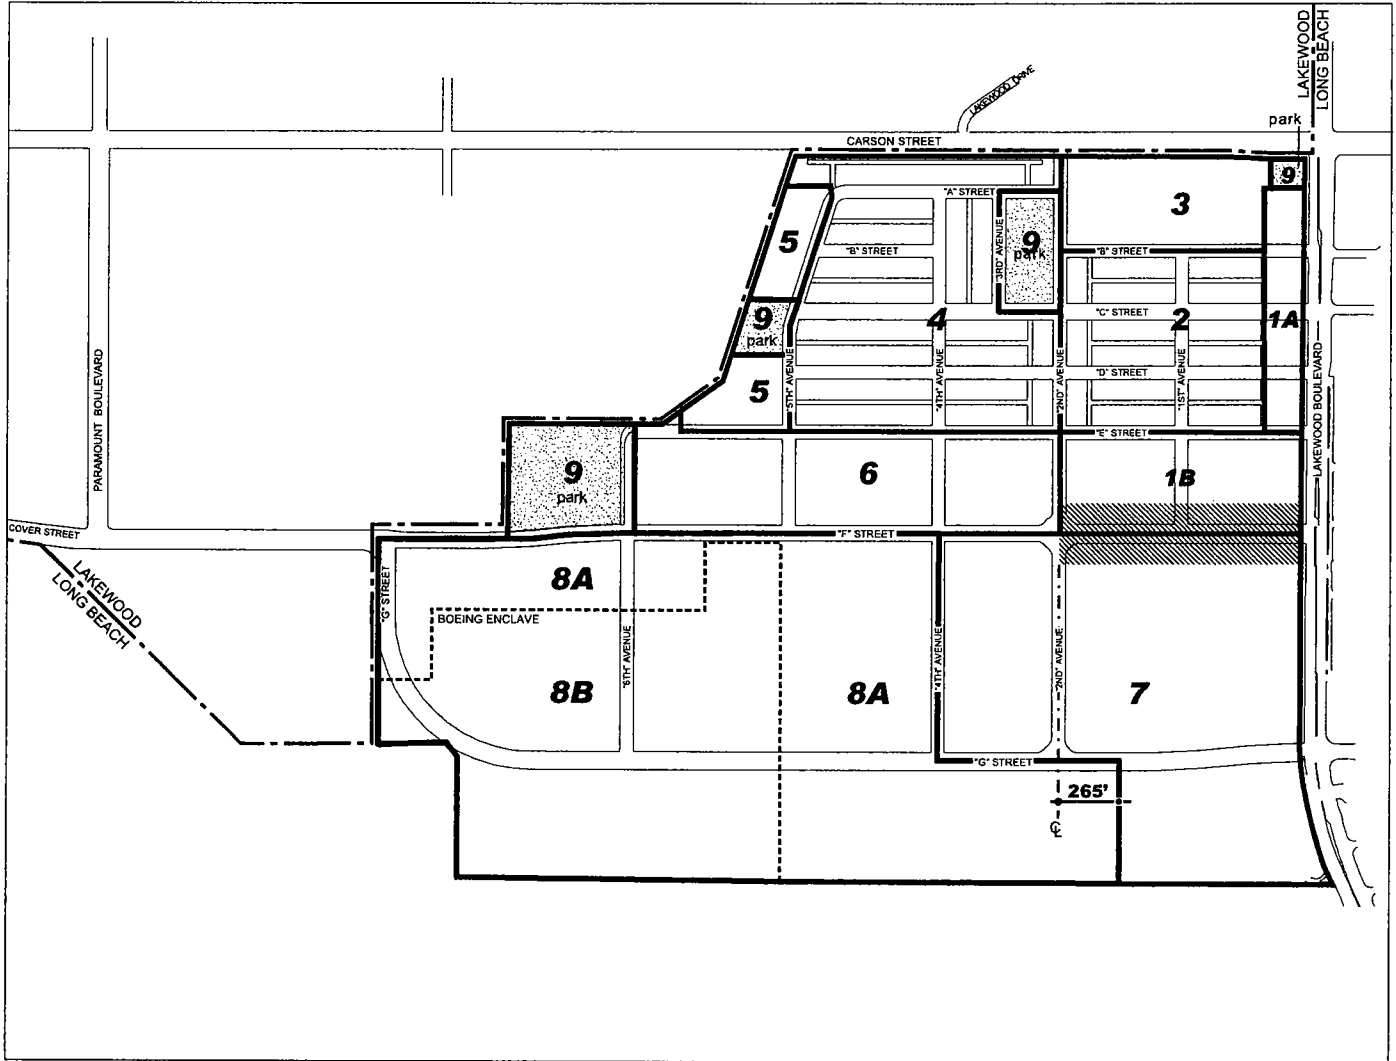 LAKEWOOD
LONG BEACH
LAKEWOOD DRIVE
park
CARSON STREET
9
"A" STREET
3
5
"3RD" AVENUE
9
park
"B" STREET
"B" STREET
9
park
4
"C" STREET
2
1A
PARAMOUNT BOULEVARD
"5TH" AVENUE
"4TH" AVENUE
"2ND" AVENUE
"1ST" AVENUE
LAKEWOOD BOULEVARD
"D" STREET
5
"E" STREET
9
park
6
1B
COVER STREET
"F" STREET
LAKEWOOD
LONG BEACH
"G" STREET
8A
BOEING ENCLAVE
"6TH" AVENUE
"4TH" AVENUE
"2ND" AVENUE
8B
8A
7
"G" STREET
265'
℄